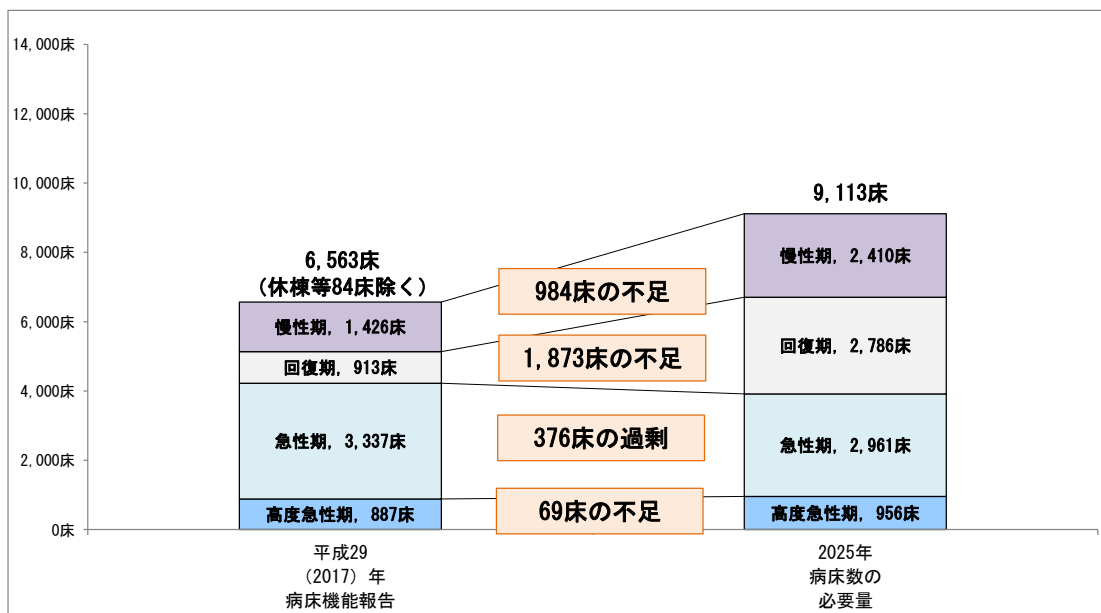 14,000床
12,000床
10,000床
8,000床
6,000床
4,000床
2,000床
0床
6,563床
（休棟等84床除く）
慢性期, 1,426床
回復期, 913床
急性期, 3,337床
高度急性期, 887床
984床の不足
1,873床の不足
376床の過剰
69床の不足
9,113床
慢性期, 2,410床
回復期, 2,786床
急性期, 2,961床
高度急性期, 956床
平成29
（2017）年
病床機能報告
2025年
病床数の
必要量